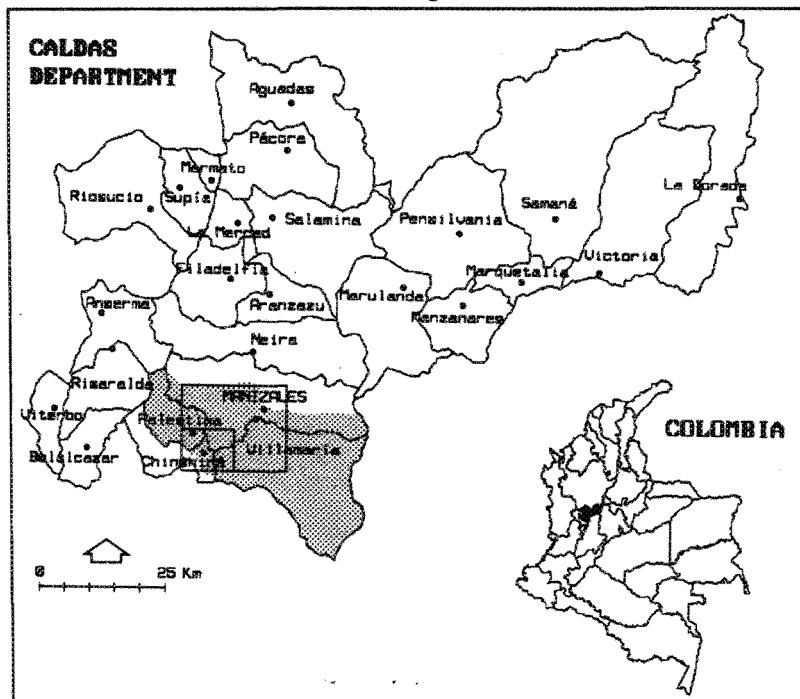 CALDAS
DEPARTMENT
Aguadas
Pácora
Marmato
Riosucio
Supía
La Merced
Salamina
Pensilvania
Samaná
La Dorada
Filadelfia
Aranzazu
Marulanda
Marquetalia
Victoria
Manzanares
Anserma
Neira
Risaralda
MANIZALES
Viterbo
Palestina
COLOMBIA
Belálcazar
Chinchiná
Villamaría
0 25 Km